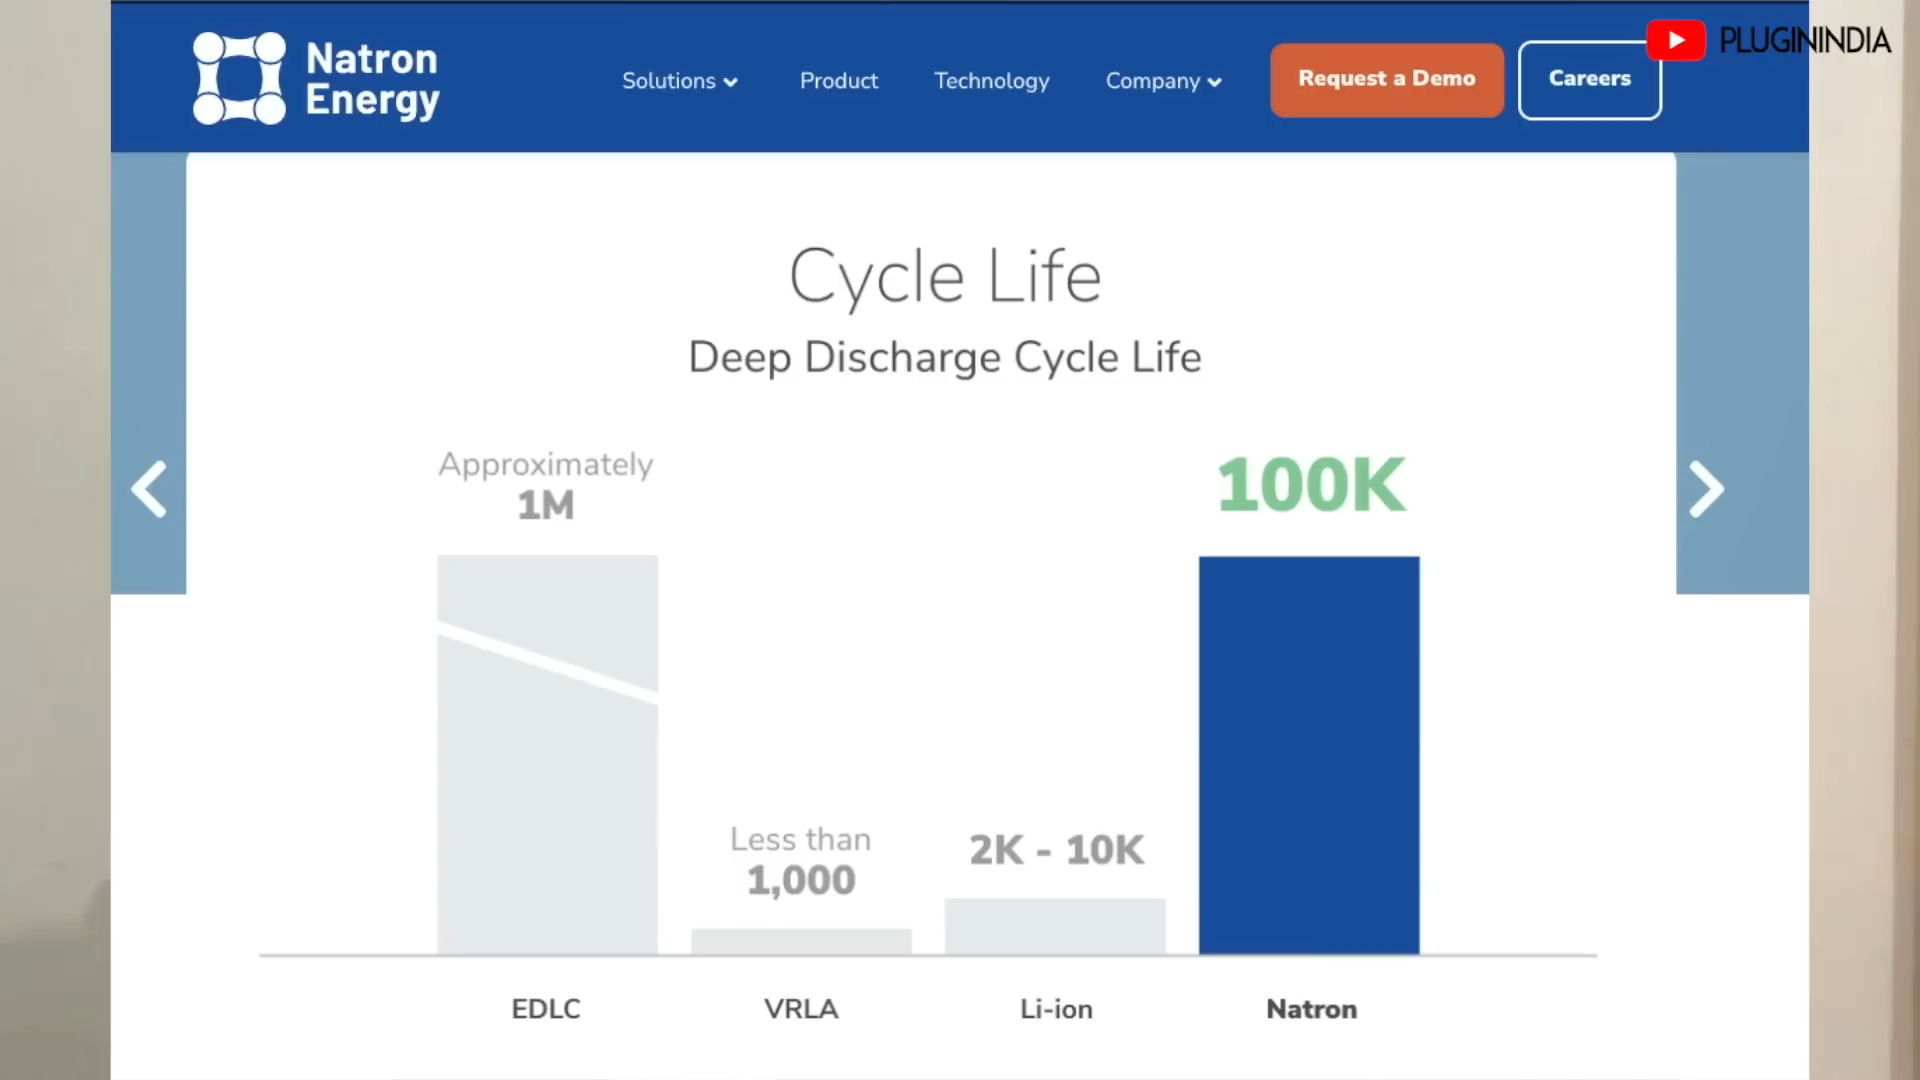 Natron
Energy
Solutions
Product
Technology
Company
Request a Demo
Careers
PLUGININDIA
Cycle Life
Deep Discharge Cycle Life
Approximately
1M
100K
Less than
1,000
2K - 10K
EDLC
VRLA
Li-ion
Natron